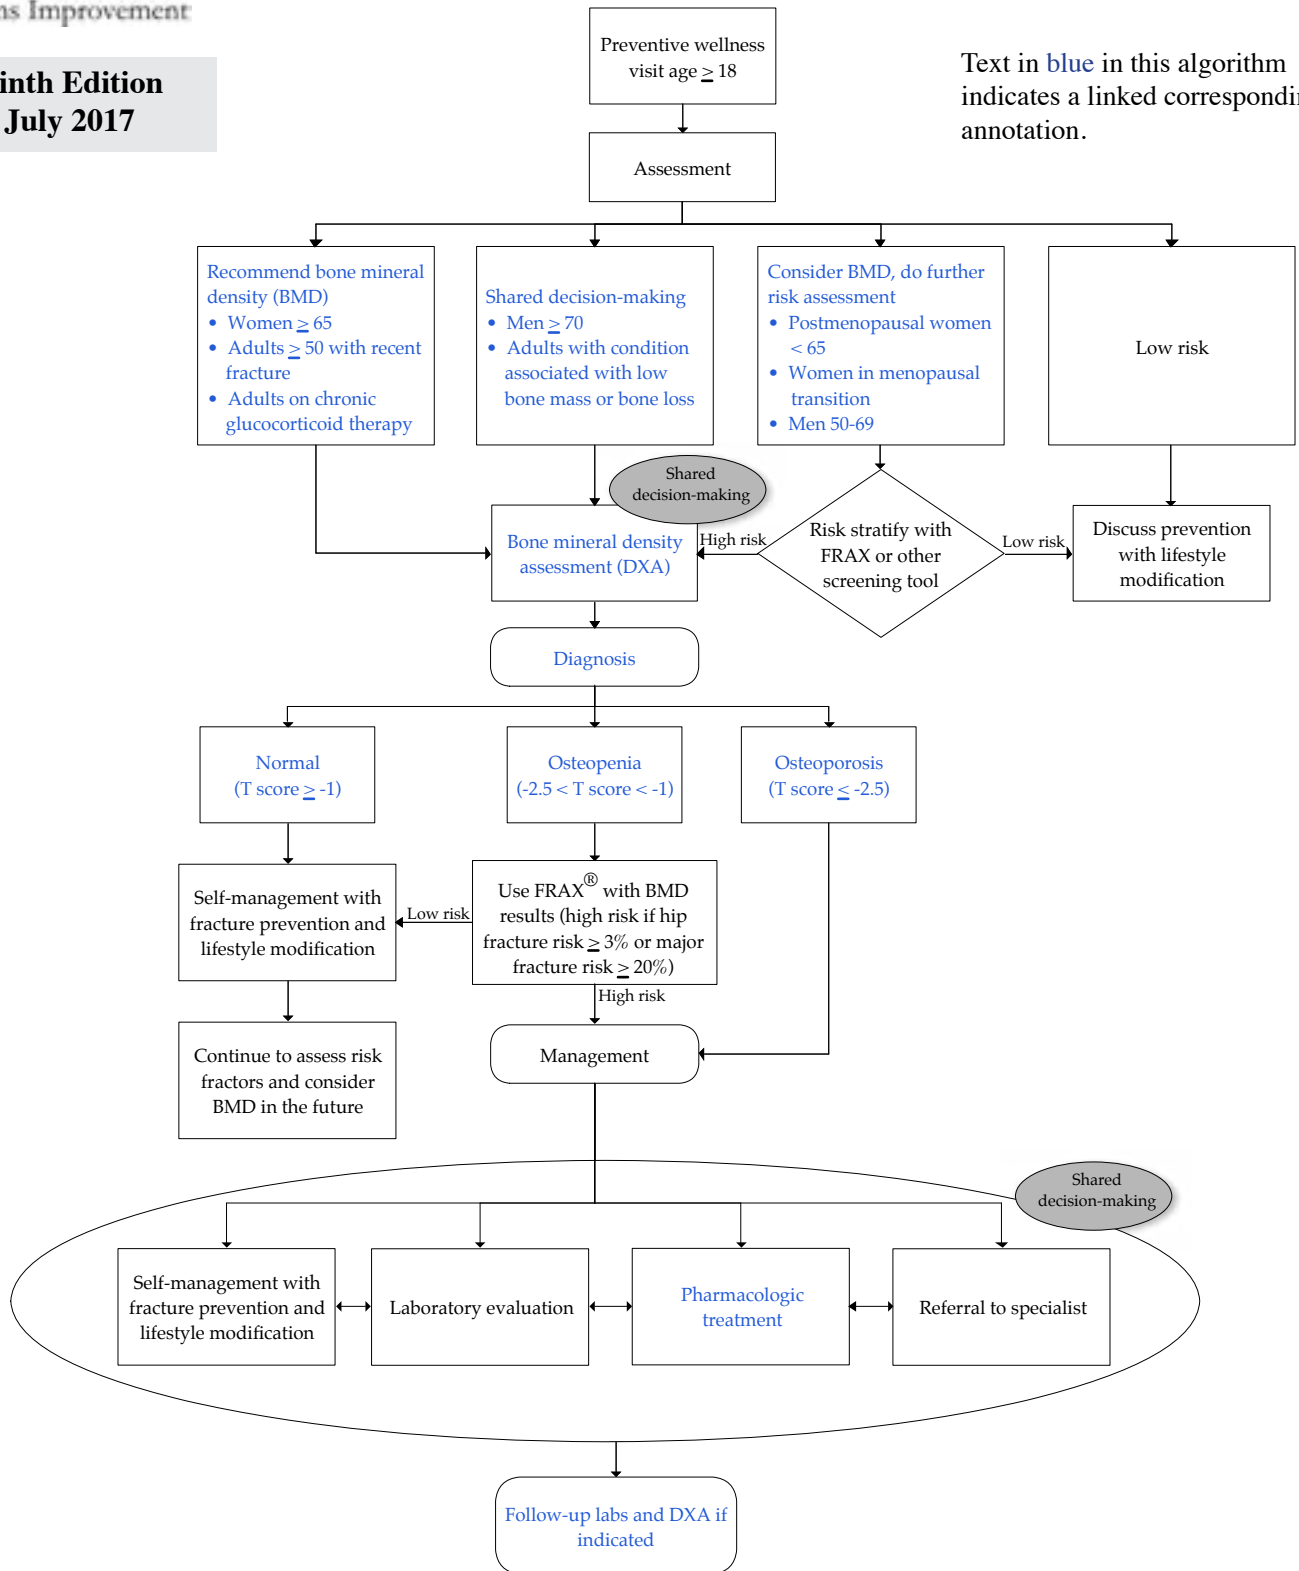 ns Improvement
inth Edition
July 2017
Text in blue in this algorithm
indicates a linked correspondin
annotation.
Preventive wellness
visit age ≥ 18
Assessment
Recommend bone mineral
density (BMD)
• Women ≥ 65
• Adults ≥ 50 with recent
fracture
• Adults on chronic
glucocorticoid therapy
Shared decision-making
• Men ≥ 70
• Adults with condition
associated with low
bone mass or bone loss
Consider BMD, do further
risk assessment
• Postmenopausal women
< 65
• Women in menopausal
transition
• Men 50-69
Low risk
Shared
decision-making
Bone mineral density
assessment (DXA)
High risk
Risk stratify with
FRAX or other
screening tool
Low risk
Discuss prevention
with lifestyle
modification
Diagnosis
Normal
(T score ≥ -1)
Osteopenia
(-2.5 < T score < -1)
Osteoporosis
(T score ≤ -2.5)
Self-management with
fracture prevention and
lifestyle modification
Low risk
Use FRAX® with BMD
results (high risk if hip
fracture risk ≥ 3% or major
fracture risk ≥ 20%)
High risk
Continue to assess risk
fractors and consider
BMD in the future
Management
Shared
decision-making
Self-management with
fracture prevention and
lifestyle modification
Laboratory evaluation
Pharmacologic
treatment
Referral to specialist
Follow-up labs and DXA if
indicated